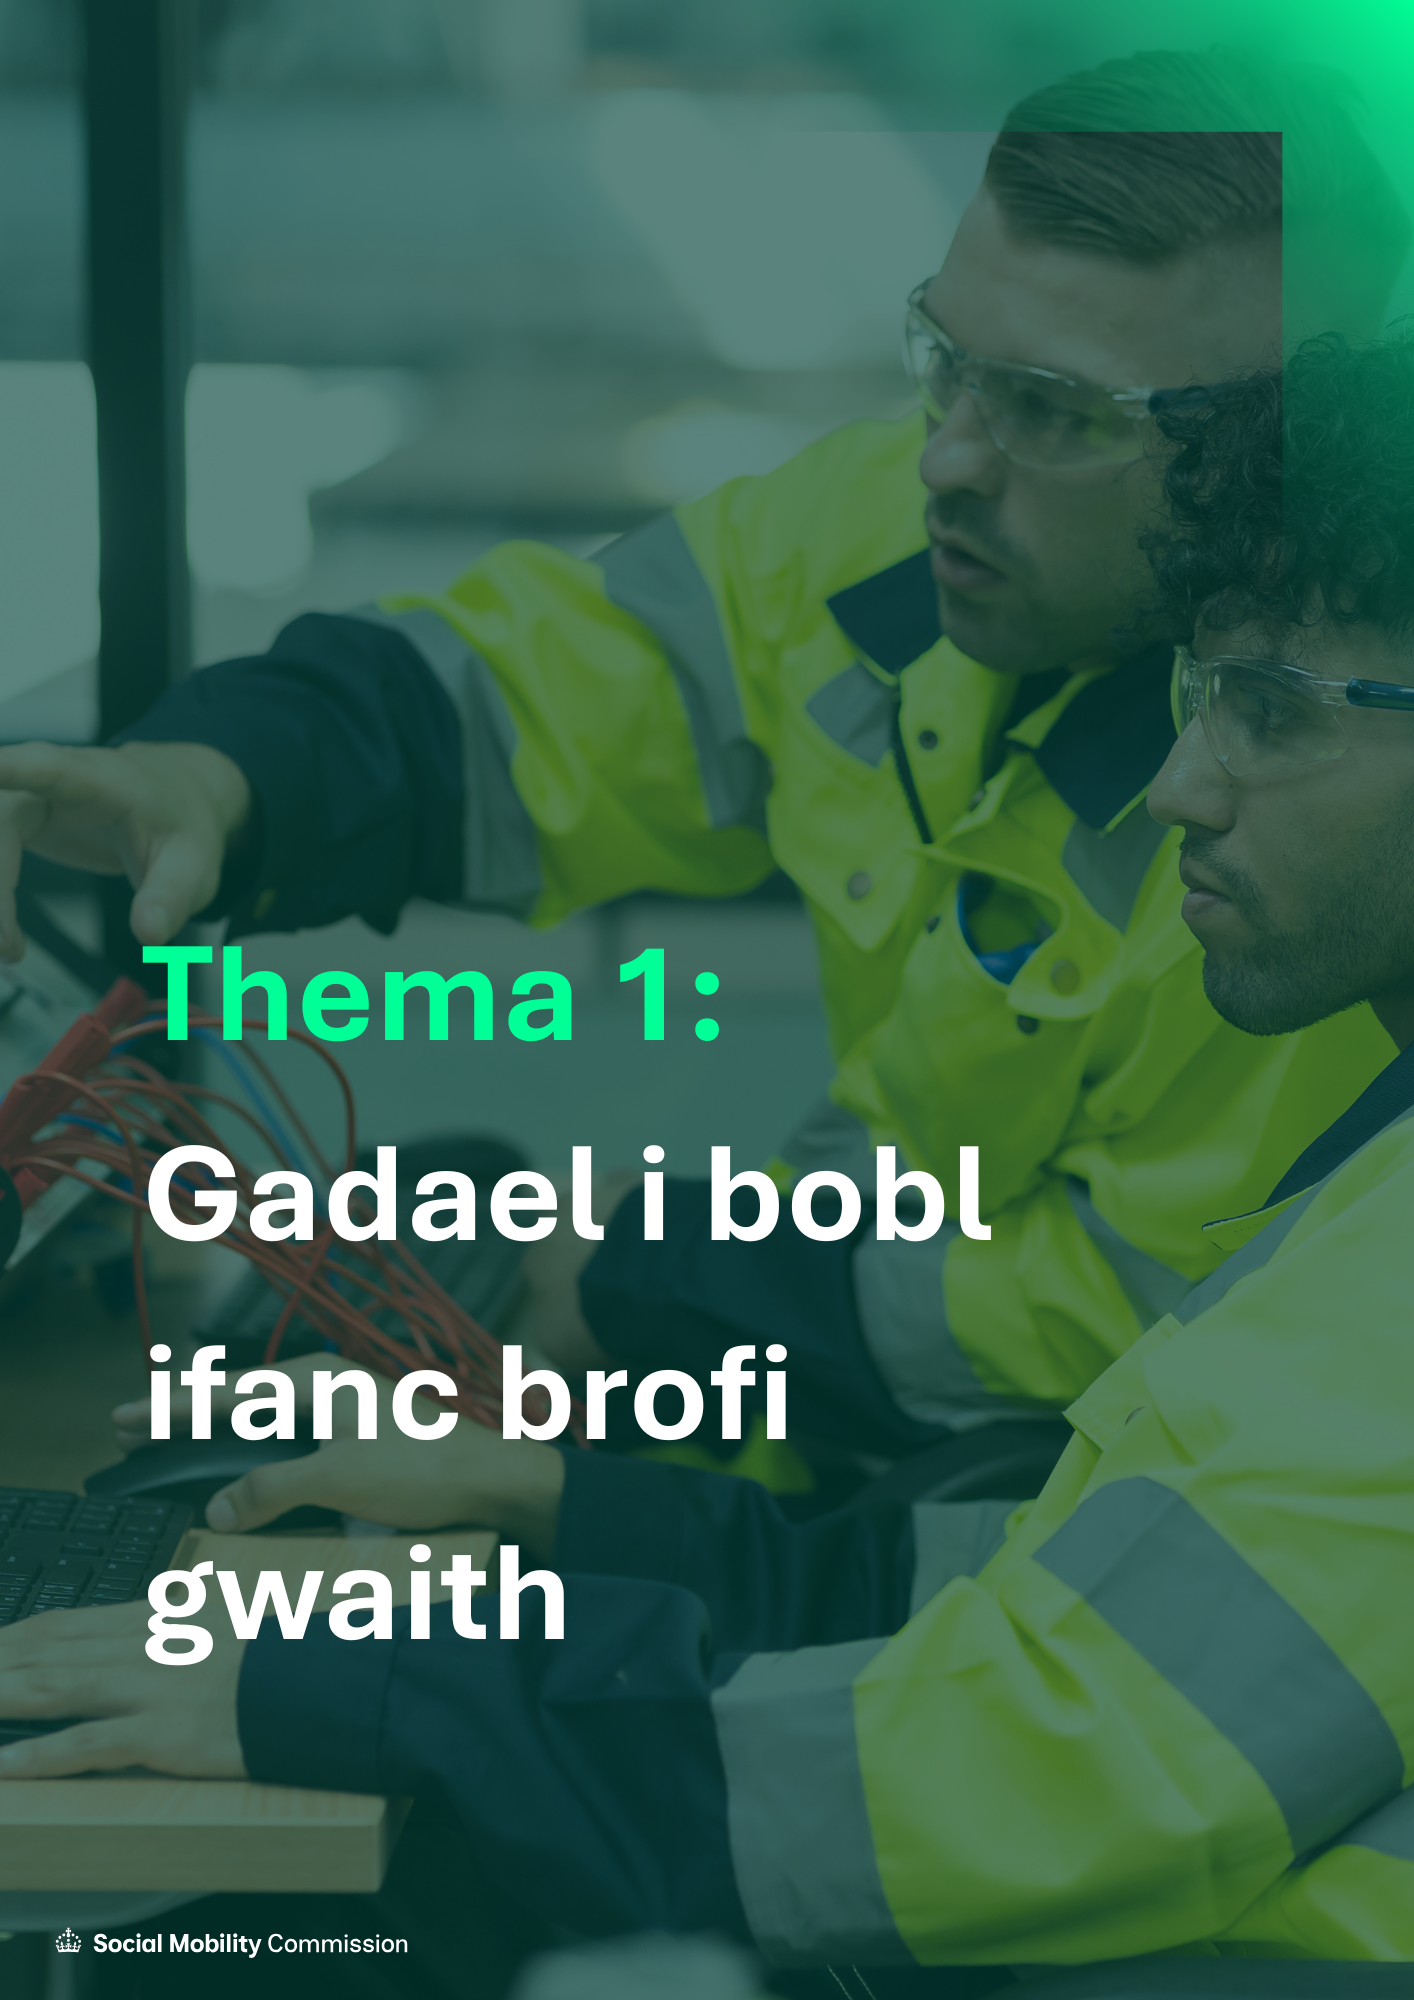 Thema 1:
Gadael i bobl
ifanc brofi
gwaith
Social Mobility Commission